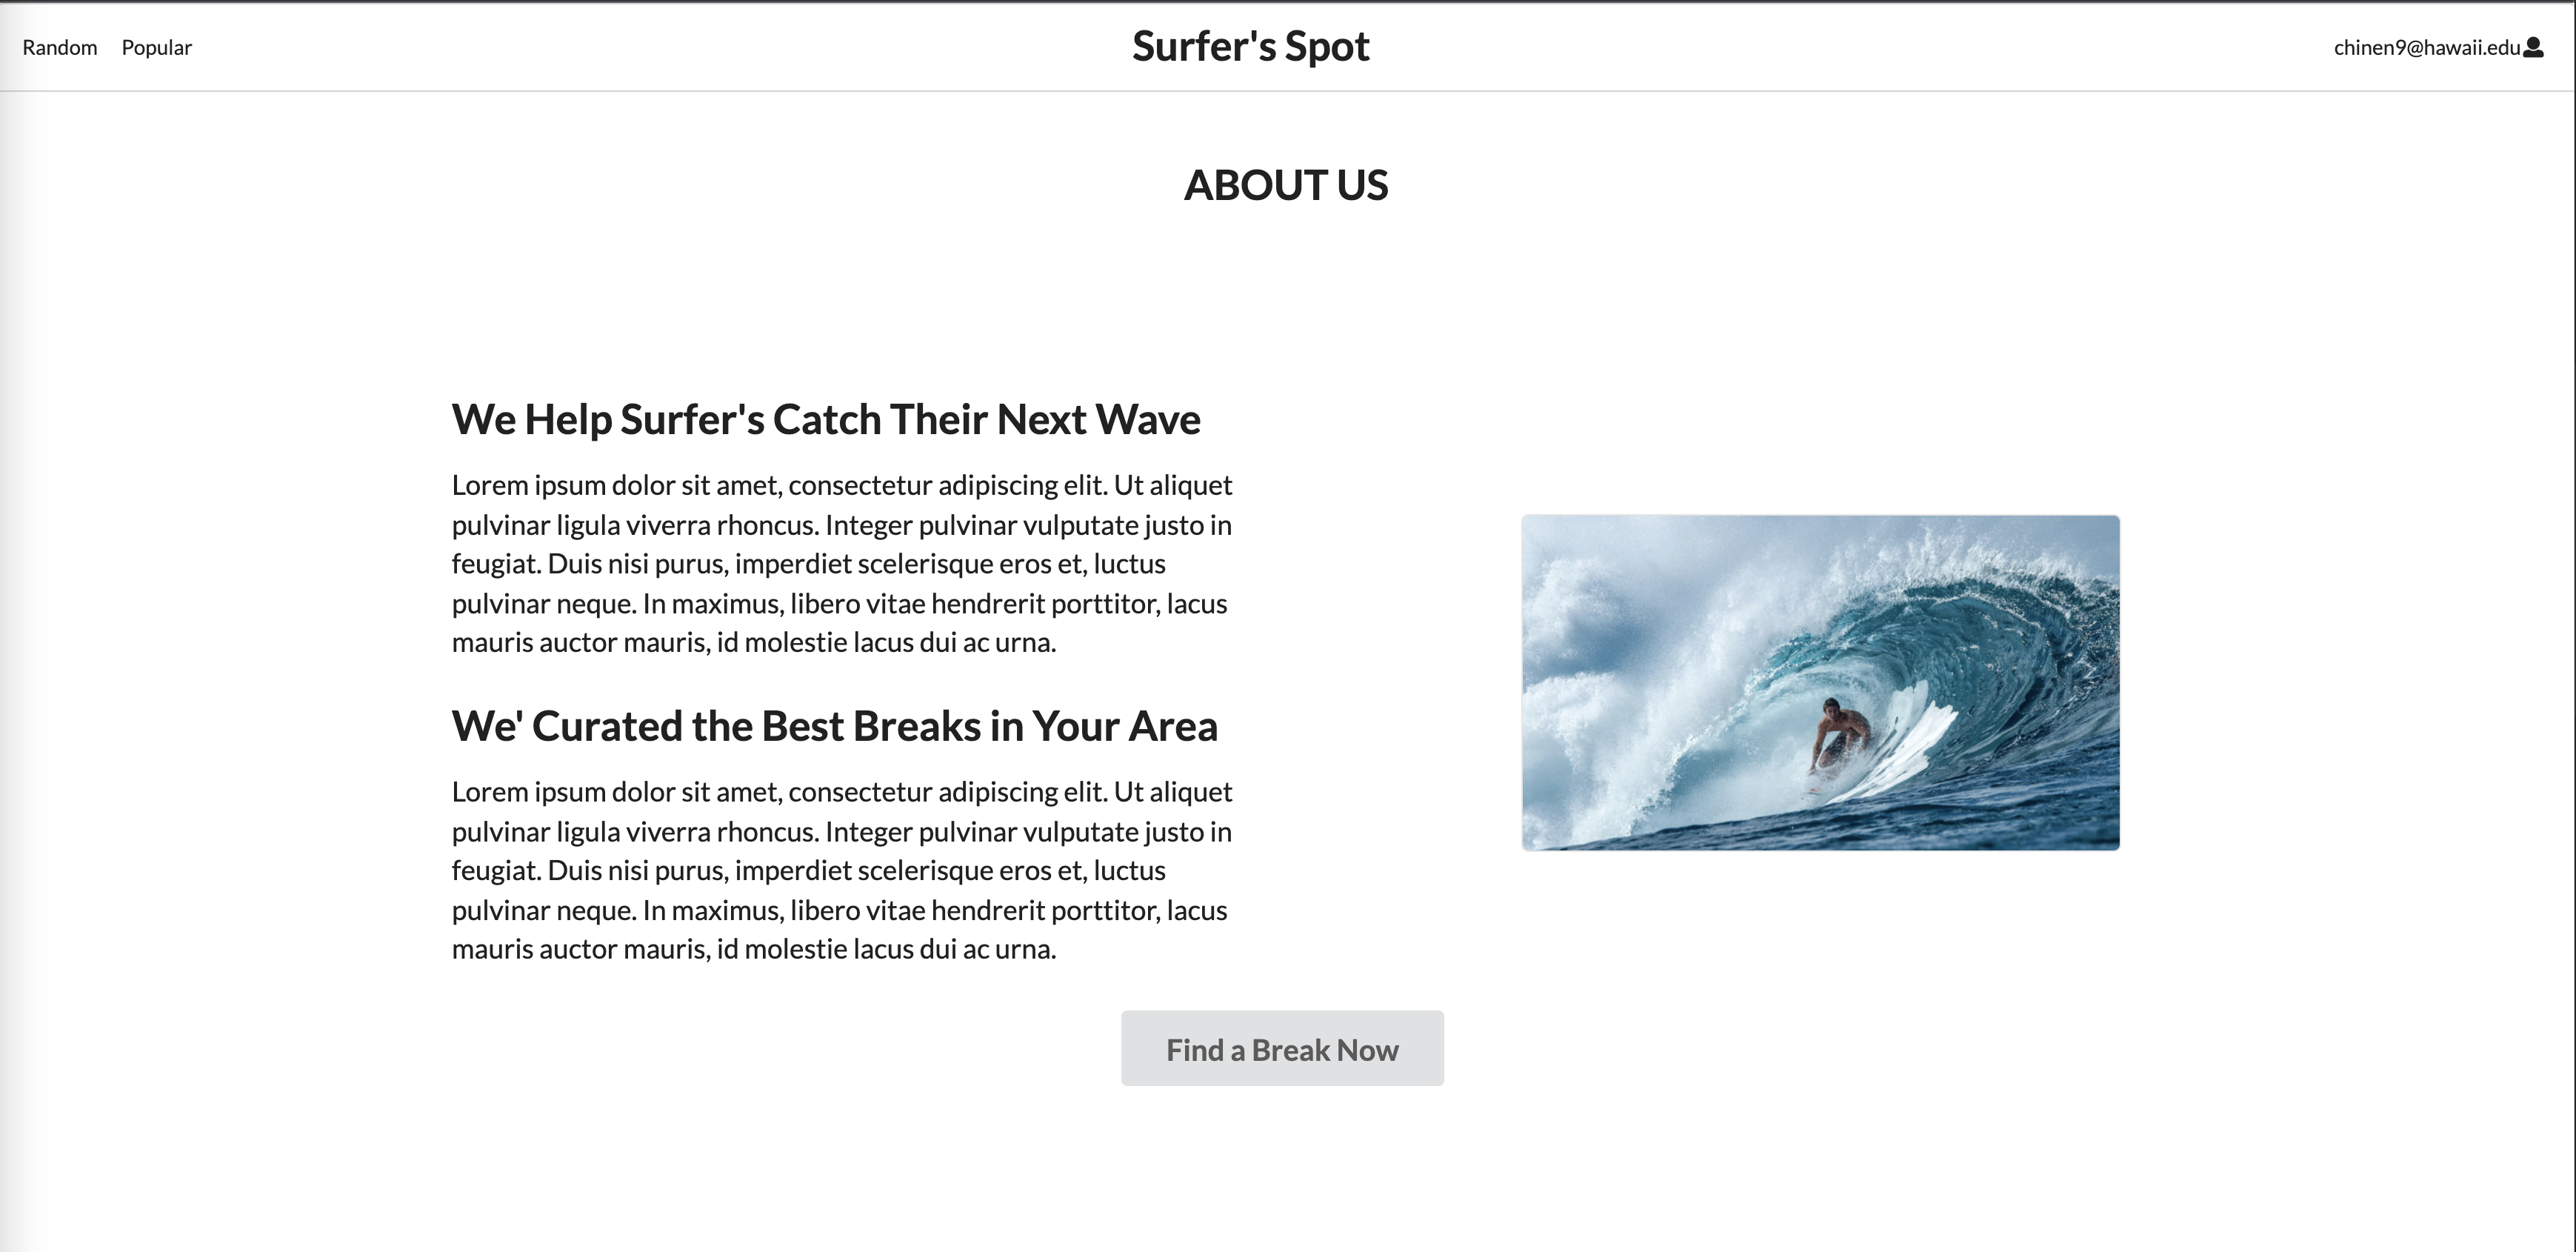 Random Popular Surfer's Spot chinen9@hawaii.edu
ABOUT US
We Help Surfer's Catch Their Next Wave
Lorem ipsum dolor sit amet, consectetur adipiscing elit. Ut aliquet
pulvinar ligula viverra rhoncus. Integer pulvinar vulputate justo in
feugiat. Duis nisi purus, imperdiet scelerisque eros et, luctus
pulvinar neque. In maximus, libero vitae hendrerit porttitor, lacus
mauris auctor mauris, id molestie lacus dui ac urna.
We' Curated the Best Breaks in Your Area
Lorem ipsum dolor sit amet, consectetur adipiscing elit. Ut aliquet
pulvinar ligula viverra rhoncus. Integer pulvinar vulputate justo in
feugiat. Duis nisi purus, imperdiet scelerisque eros et, luctus
pulvinar neque. In maximus, libero vitae hendrerit porttitor, lacus
mauris auctor mauris, id molestie lacus dui ac urna.
Find a Break Now